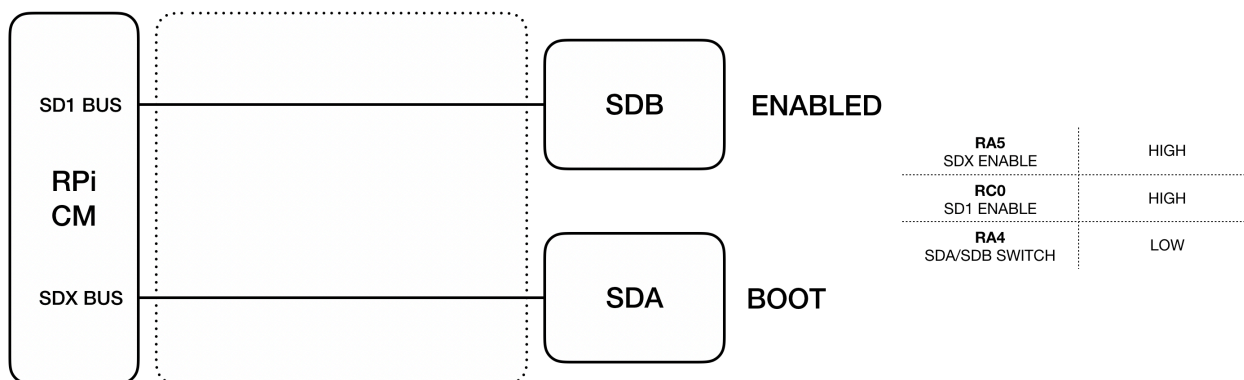 SD1 BUS
RPi
CM
SDX BUS
SDB
ENABLED
SDA
BOOT
RA5
SDX ENABLE
HIGH
RC0
SD1 ENABLE
HIGH
RA4
SDA/SDB SWITCH
LOW